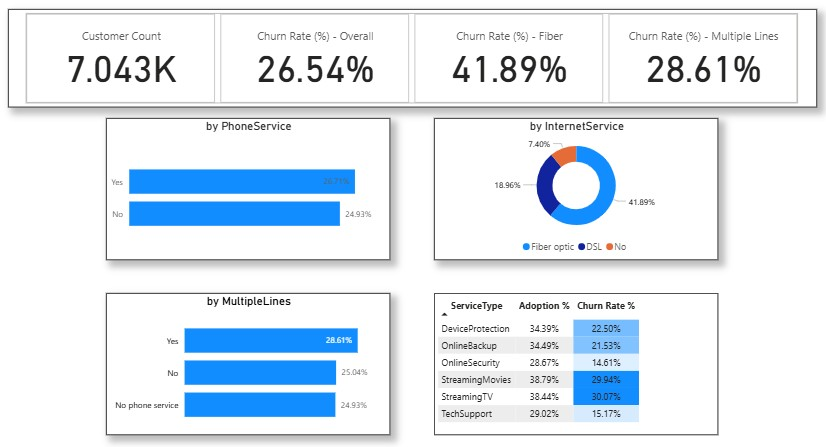 Customer Count
7.043K
Churn Rate (%) - Overall
26.54%
Churn Rate (%) - Fiber
41.89%
Churn Rate (%) - Multiple Lines
28.61%
by PhoneService
Yes
No
24.93%
by InternetService
7.40%
18.96%
41.89%
Fiber optic DSL No
by MultipleLines
Yes 28.61%
No 25.04%
No phone service 24.93%
ServiceType Adoption % Churn Rate %
DeviceProtection 34.39% 22.50%
OnlineBackup 34.49% 21.53%
OnlineSecurity 28.67% 14.61%
StreamingMovies 38.79% 29.94%
StreamingTV 38.44% 30.07%
TechSupport 29.02% 15.17%